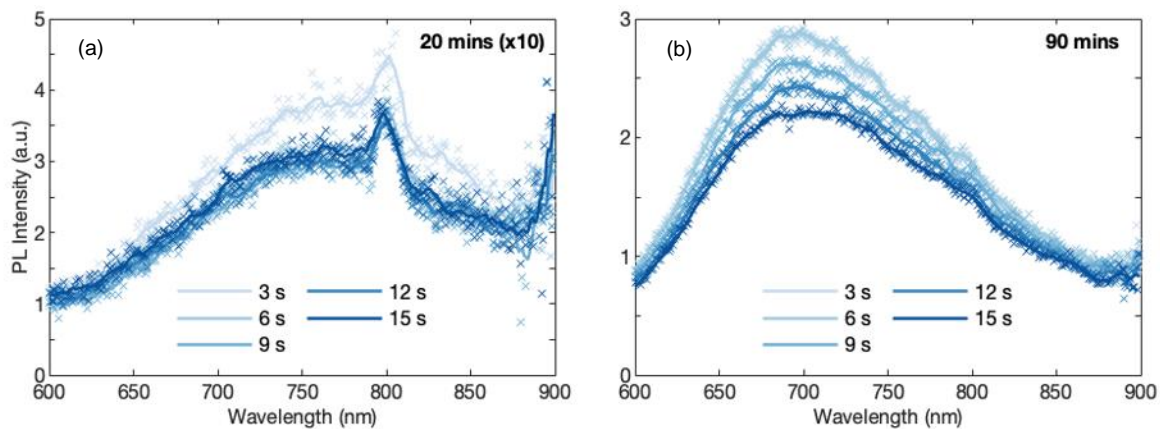 (a)
20 mins (x10)
PL Intensity (a.u.)
5
4
3
2
1
0
3 s
12 s
6 s
15 s
9 s
600
650
700
750
800
850
900
Wavelength (nm)
(b)
90 mins
3
2
1
0
3 s
12 s
6 s
15 s
9 s
600
650
700
750
800
850
900
Wavelength (nm)